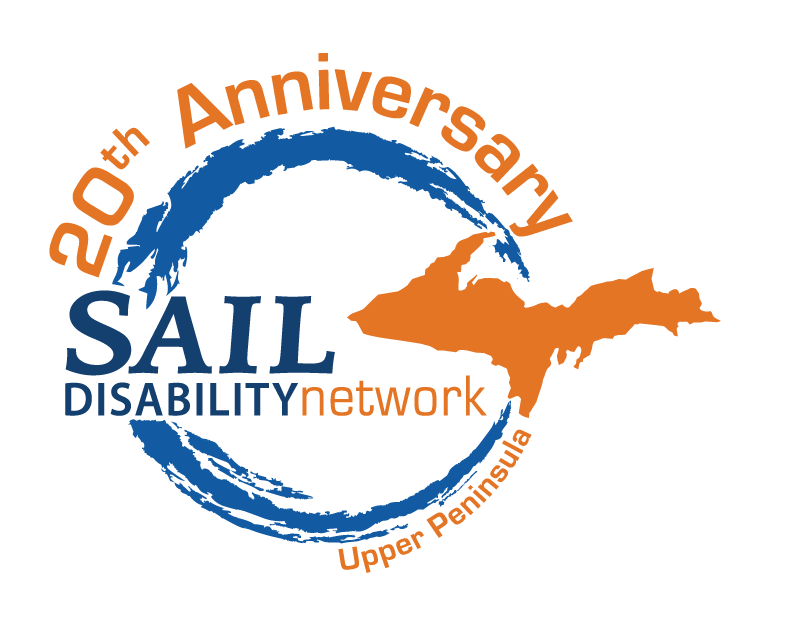 20th Anniversary
SAIL
DISABILITYnetwork
Upper Peninsula